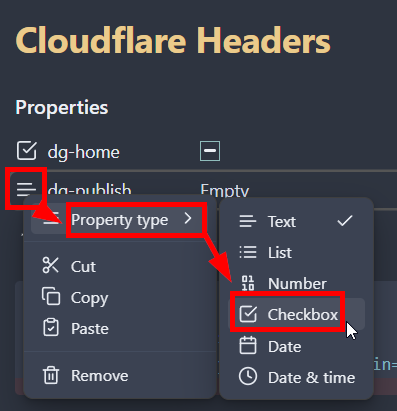 Cloudflare Headers
Properties
dg-home
dg-publish Empty
Property type
Cut
Copy
Paste
Remove
Text
List
Number
Checkbox
Date
Date & time
in=